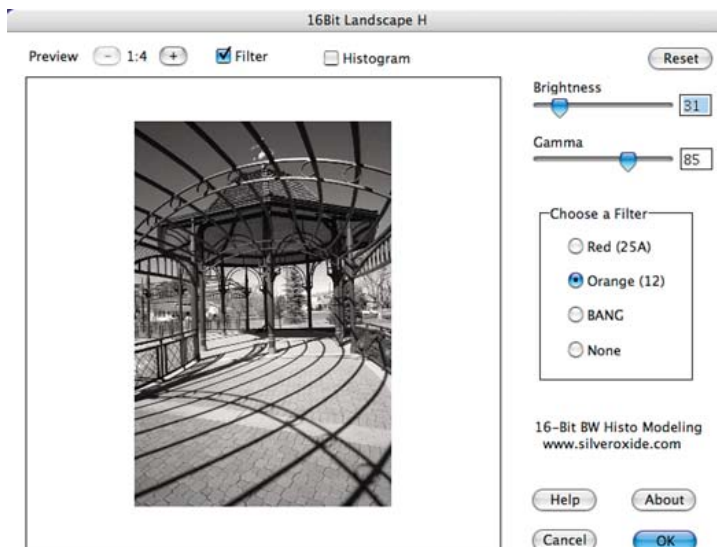 16Bit Landscape H
Preview - 1:4 + Filter Histogram Reset
Brightness
31
Gamma
85
Choose a Filter
Red (25A)
Orange (12)
BANG
None
16-Bit BW Histo Modeling
www.silveroxide.com
Help About
Cancel OK